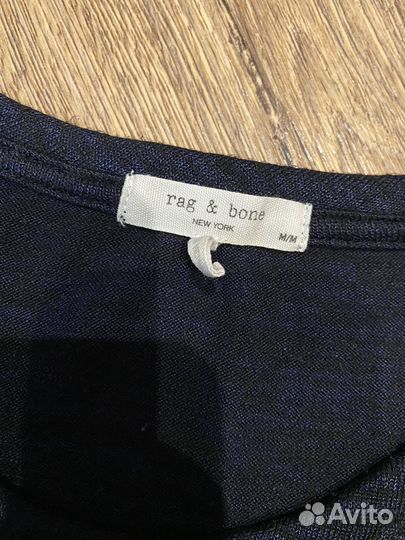 rag & bone
NEW YORK
M/M
Avito